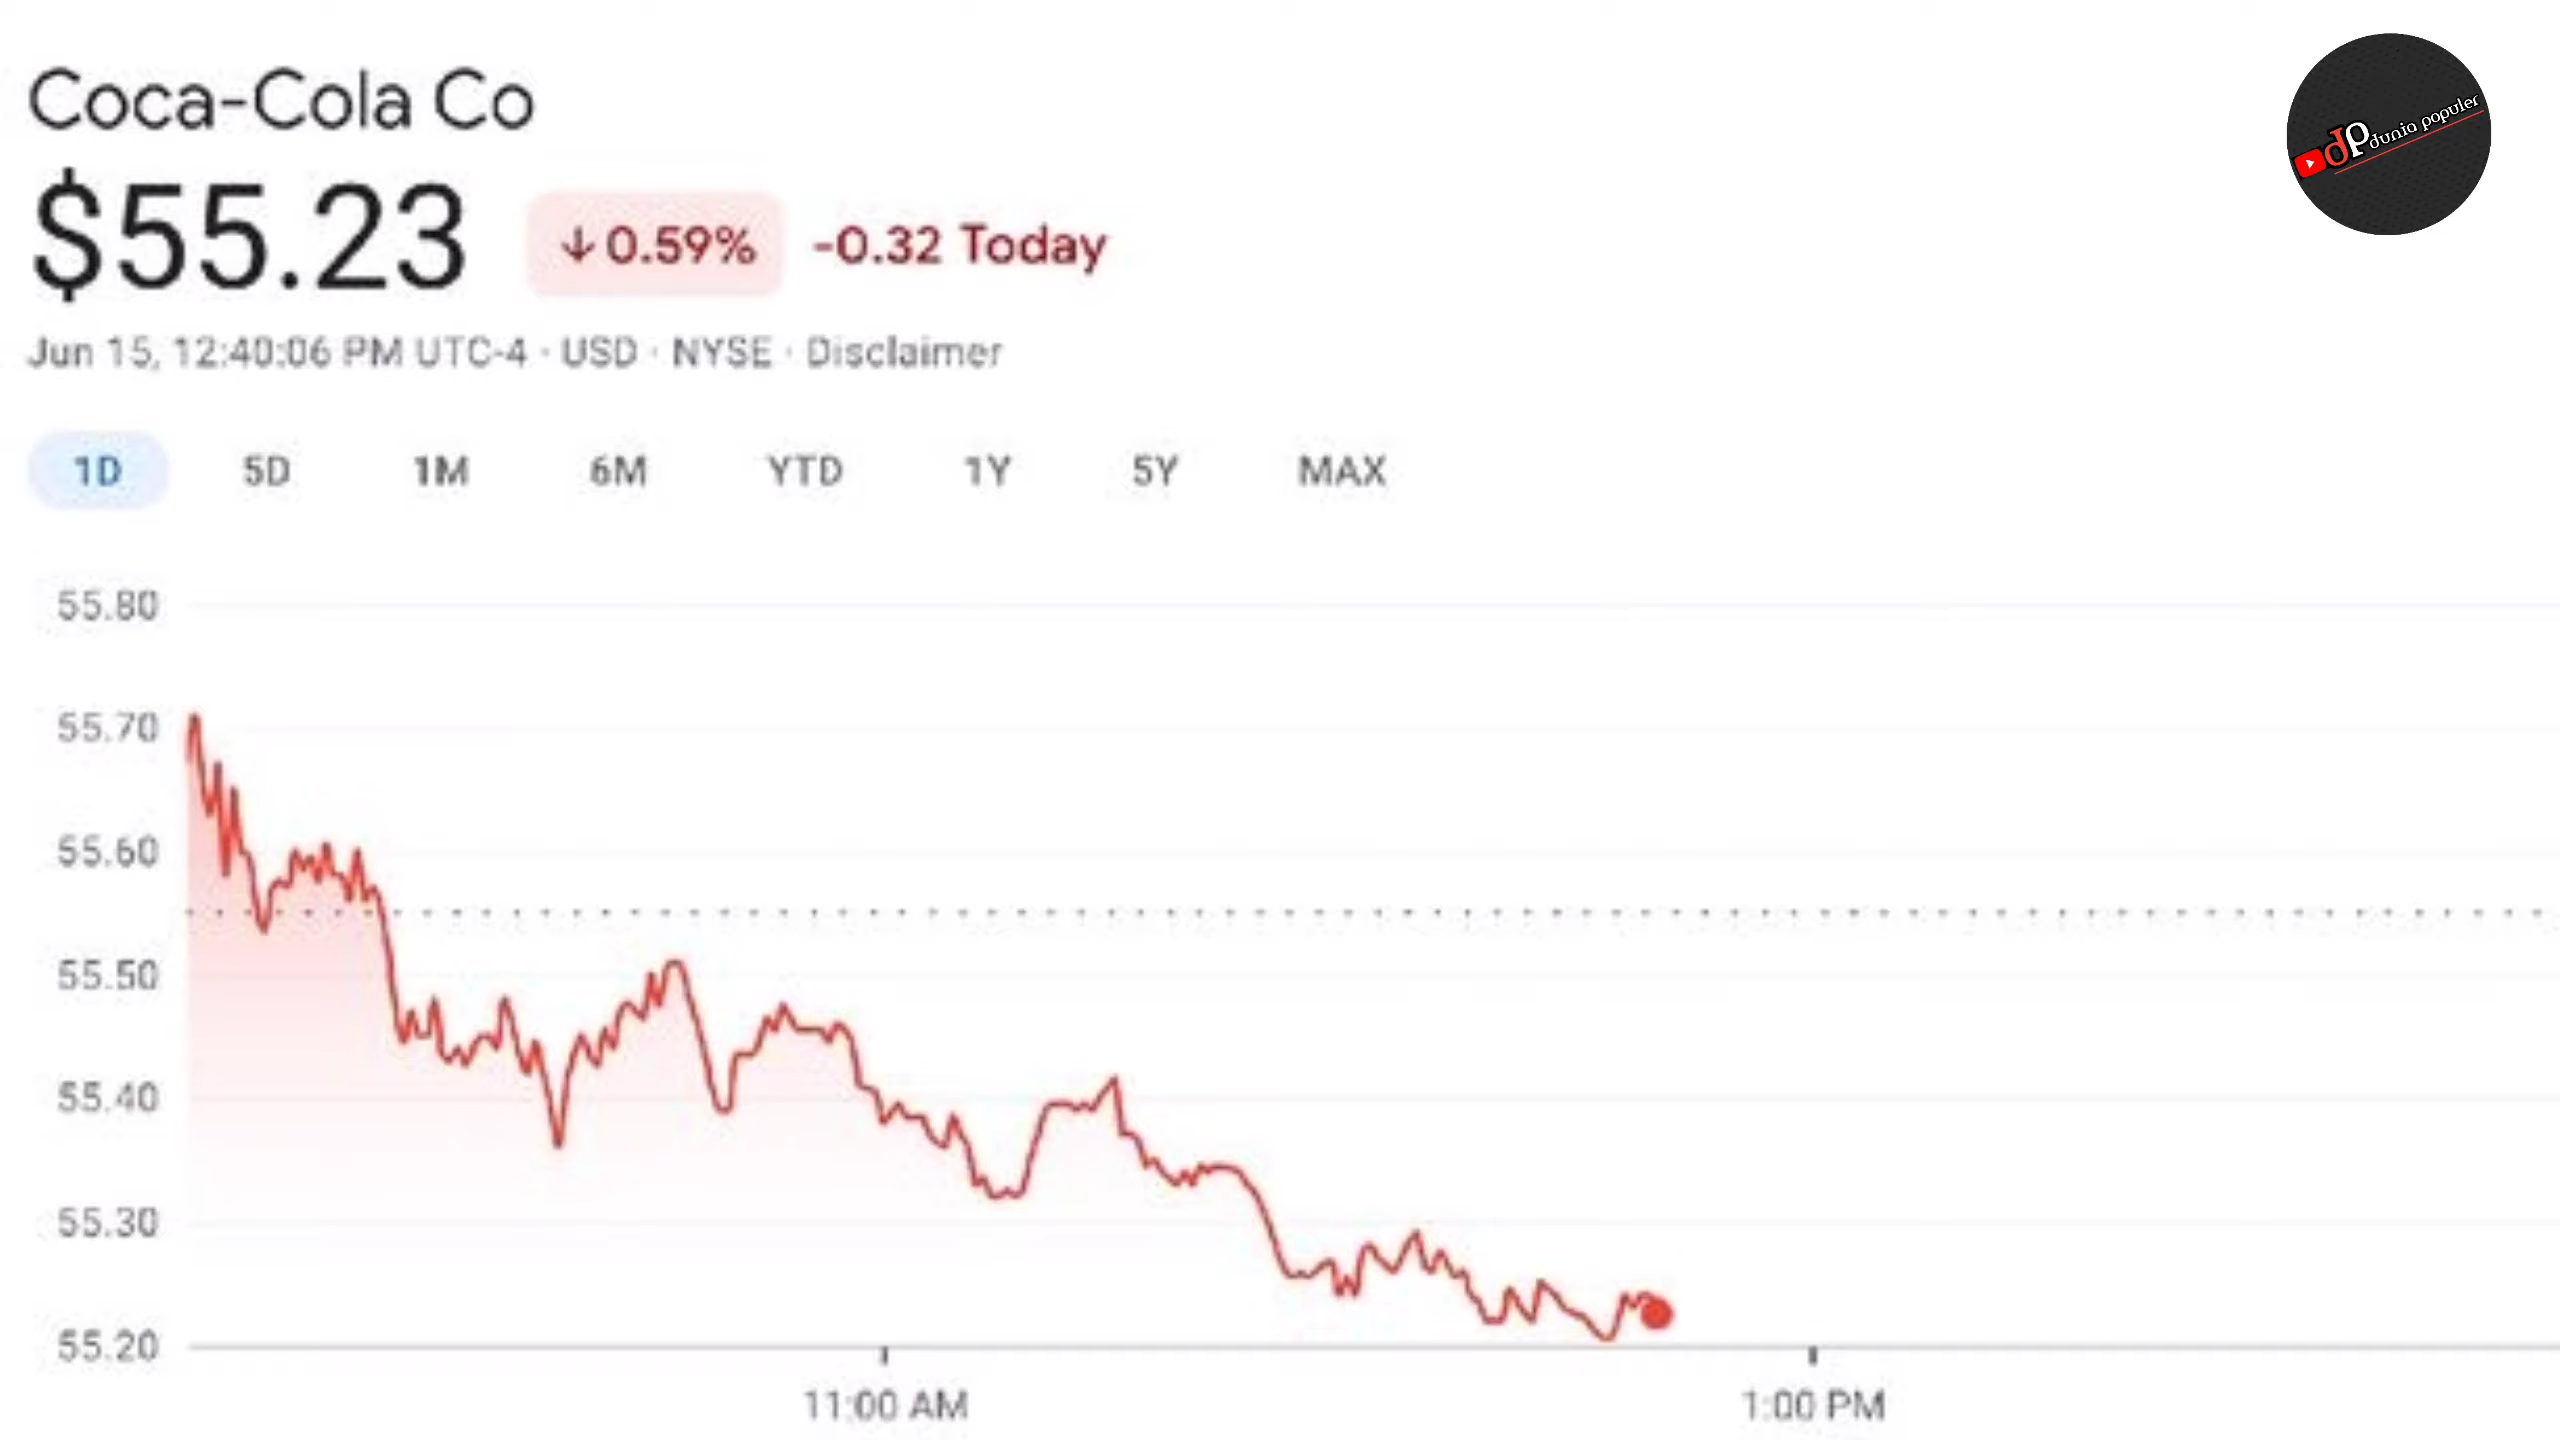 Coca-Cola Co
dp dunia populer
$55.23 ↓0.59% -0.32 Today
Jun 15, 12:40:06 PM UTC-4 · USD · NYSE · Disclaimer
1D 5D 1M 6M YTD 1Y 5Y MAX
55.80
55.70
55.60
55.50
55.40
55.30
55.20
11:00 AM 1:00 PM